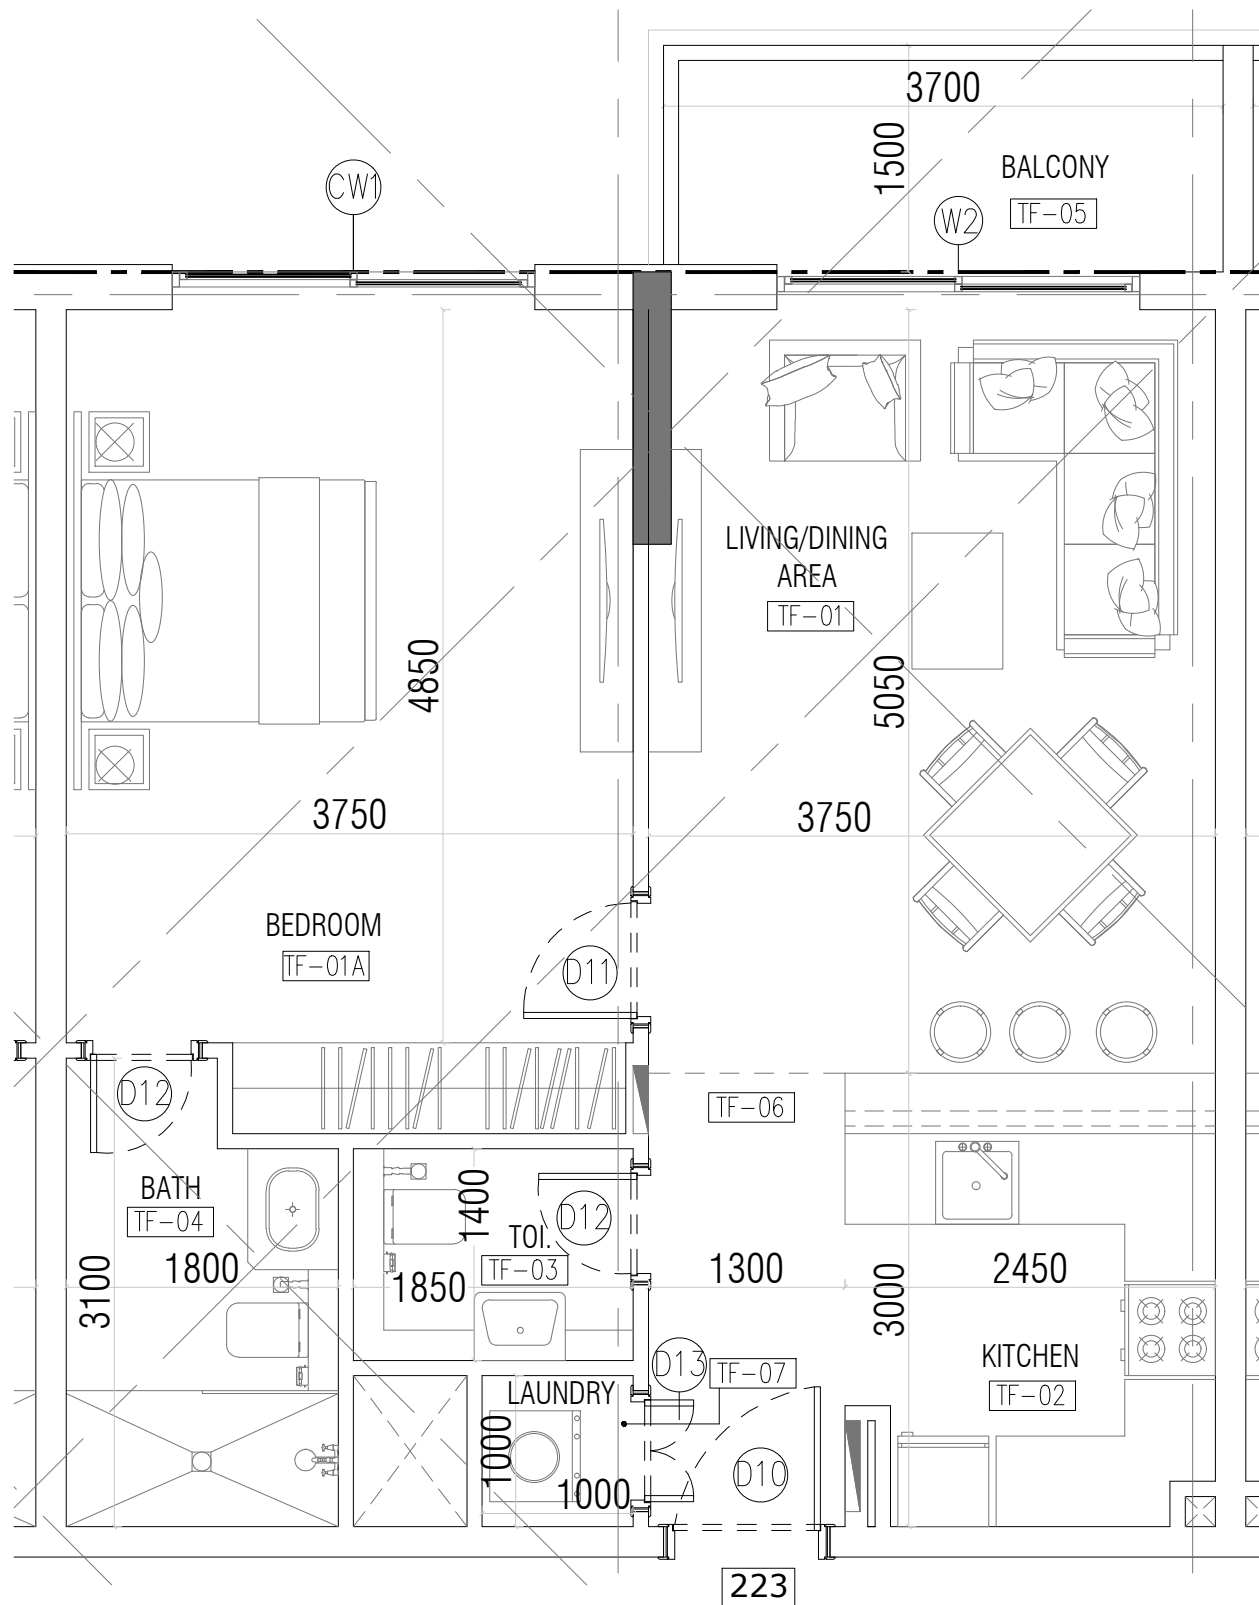 3700
1500
BALCONY
TF-05
CW1
W2
LIVING/DINING
AREA
TF-01
4850
5050
3750
3750
BEDROOM
TF-01A
D11
D12
TF-06
BATH
TF-04
1400
D12
TOI.
TF-03
1800
1850
1300
2450
3100
3000
D13
TF-07
KITCHEN
TF-02
LAUNDRY
1000
1000
D10
223